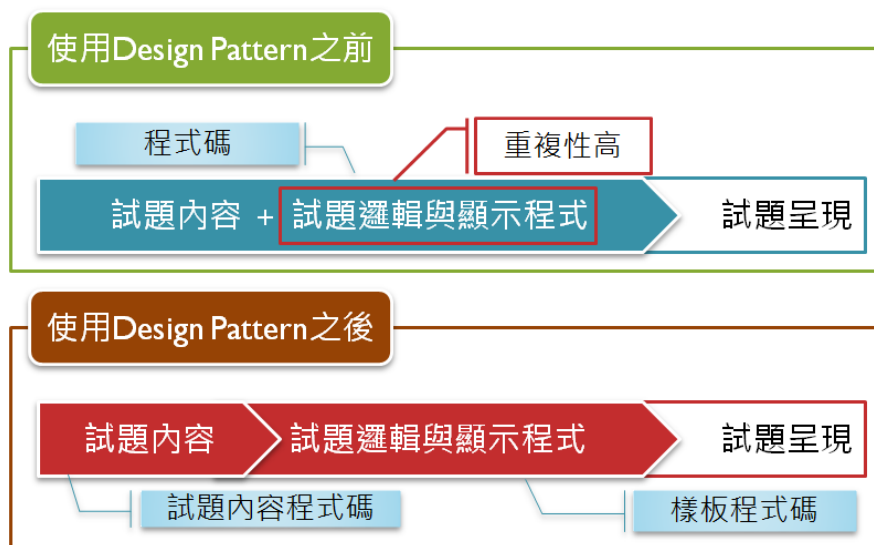 使用Design Pattern之前
程式碼
重複性高
試題內容 + 試題邏輯與顯示程式
試題呈現
使用Design Pattern之後
試題內容
試題邏輯與顯示程式
試題呈現
試題內容程式碼
樣板程式碼